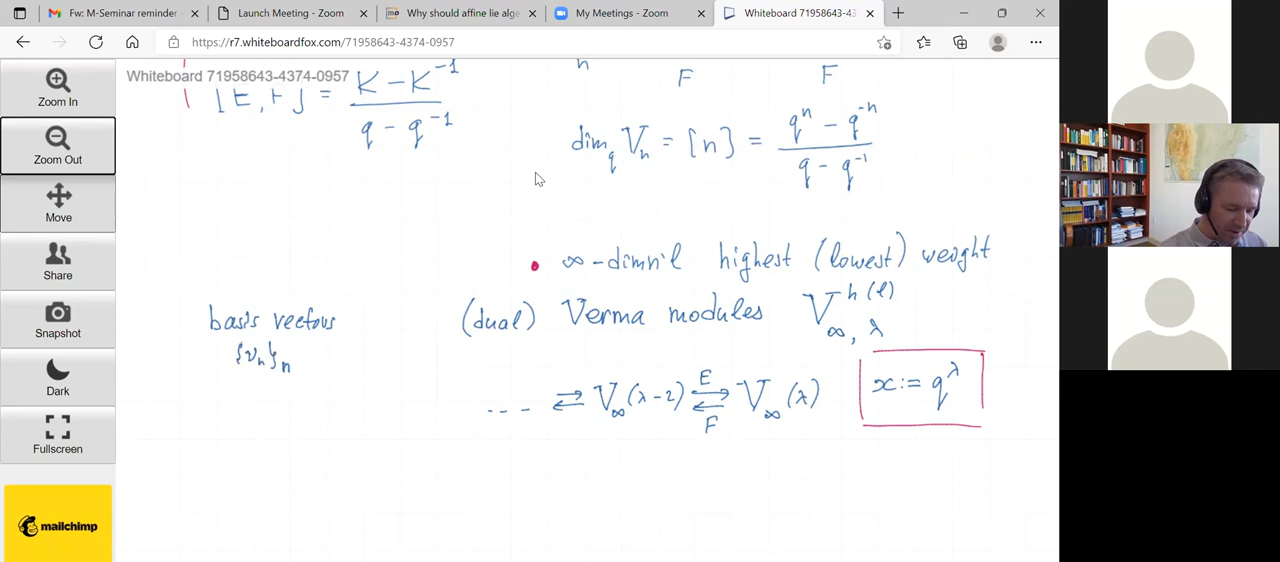 Fw: M-Seminar reminder
Launch Meeting - Zoom
Why should affine lie alge
My Meetings - Zoom
Whiteboard 71958643-43
https://r7.whiteboardfox.com/71958643-4374-0957
Whiteboard 71958643-4374-0957
Zoom In
Zoom Out
Move
Share
Snapshot
Dark
Fullscreen
mailchimp
n F F
[E, F] = K - K^{-1} / q - q^{-1}
dim_q V_n = [n] = q^n - q^{-n} / q - q^{-1}
• ∞-dimn'l highest (lowest) weight
(dual) Verma modules V_{∞, λ}^{h (l)}
basis vectors
{v_n}_n
... ⇄ V_∞(λ-2) E ⇄ F V_∞(λ)
x := q^λ